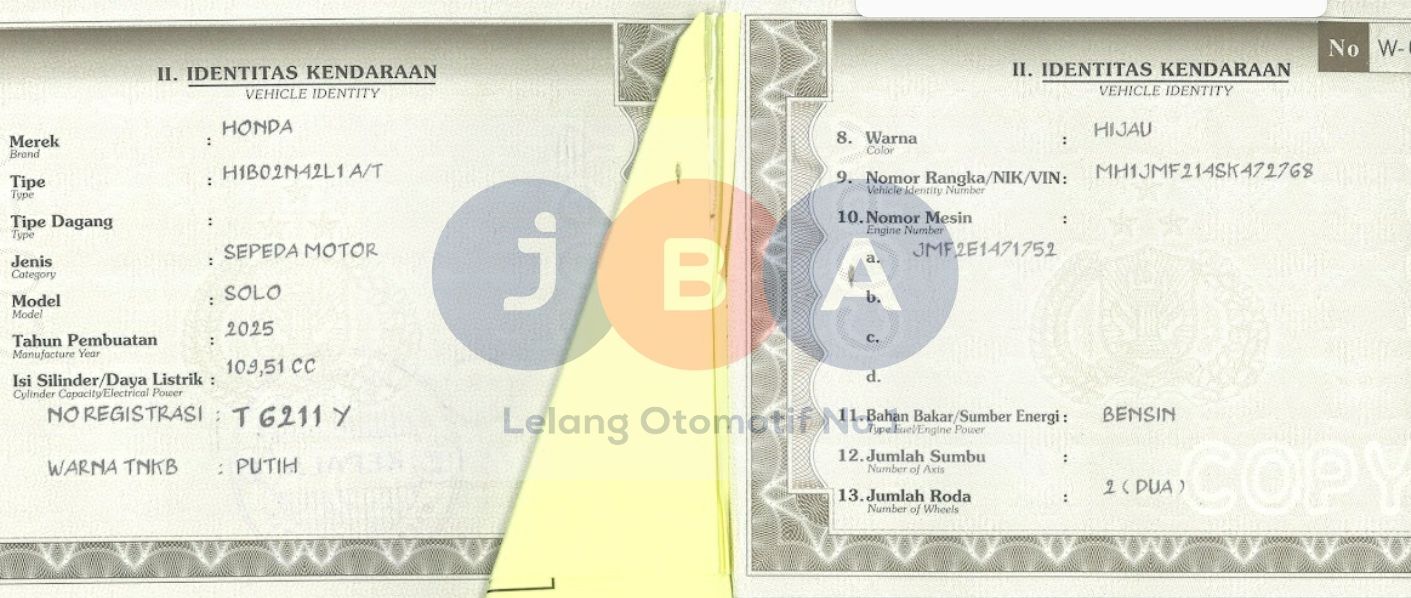 II. IDENTITAS KENDARAAN
VEHICLE IDENTITY
Merek : HONDA
Brand
Tipe : H1B02N42L1 A/T
Type
Tipe Dagang :
Type
Jenis : SEPEDA MOTOR
Category
Model : SOLO
Model
Tahun Pembuatan : 2025
Manufacture Year
Isi Silinder/Daya Listrik : 109,51 CC
Cylinder Capacity/Electrical Power
NO REGISTRASI : T 6211 Y
WARNA TNKB : PUTIH
JBA
Lelang Otomotif No.1
No W-
II. IDENTITAS KENDARAAN
VEHICLE IDENTITY
8. Warna : HIJAU
Color
9. Nomor Rangka/NIK/VIN: MH1JMF214SK472768
Vehicle Identity Number
10. Nomor Mesin :
Engine Number
a. JMF2E1471752
b.
c.
d.
11. Bahan Bakar/Sumber Energi : BENSIN
Type Fuel/Engine Power
12. Jumlah Sumbu :
Number of Axis
13. Jumlah Roda : 2 (DUA)
Number of Wheels
COPY